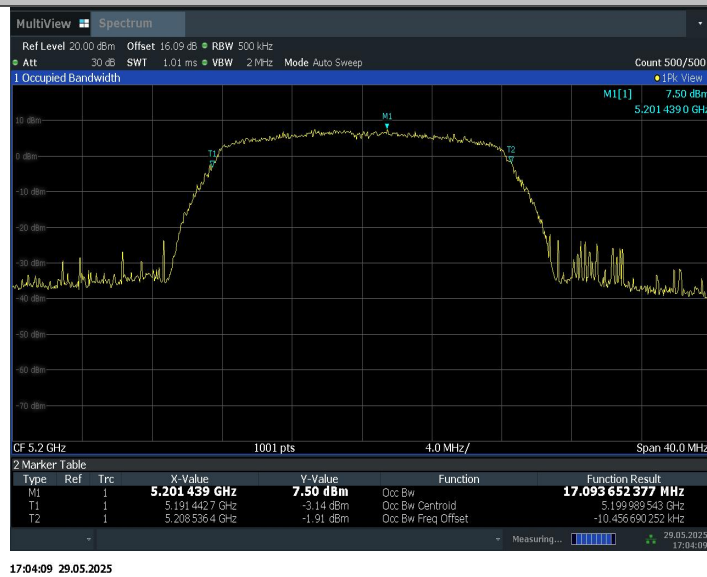 MultiView Spectrum
Ref Level 20.00 dBm Offset 16.09 dB RBW 500 kHz
Att 30 dB SWT 1.01 ms VBW 2 MHz Mode Auto Sweep Count 500/500
1 Occupied Bandwidth 1Pk View
M1[1] 7.50 dBm
5.201 439 0 GHz
M1
10 dBm
T1
T2
0 dBm
-10 dBm
-20 dBm
-30 dBm
-40 dBm
-50 dBm
-60 dBm
-70 dBm
CF 5.2 GHz 1001 pts 4.0 MHz/ Span 40.0 MHz
2 Marker Table
Type Ref Trc X-Value Y-Value Function Function Result
M1 1 5.201 439 GHz 7.50 dBm Occ Bw 17.093 652 377 MHz
T1 1 5.191 442 7 GHz -3.14 dBm Occ Bw Centroid 5.199 989 543 GHz
T2 1 5.208 536 4 GHz -1.91 dBm Occ Bw Freq Offset -10.456 690 252 kHz
Measuring... 29.05.2025
17:04:09
17:04:09 29.05.2025